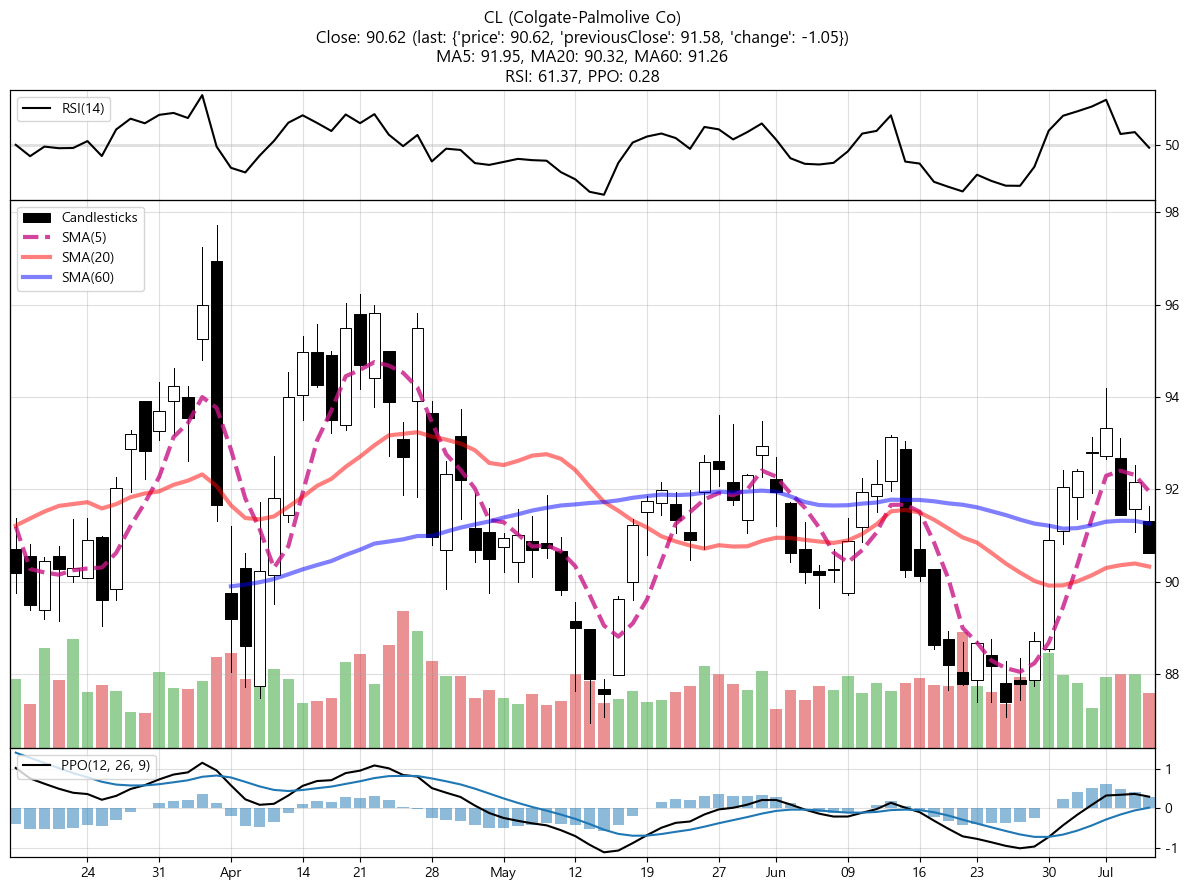 CL (Colgate-Palmolive Co)
Close: 90.62 (last: {'price': 90.62, 'previousClose': 91.58, 'change': -1.05})
MA5: 91.95, MA20: 90.32, MA60: 91.26
RSI: 61.37, PPO: 0.28
RSI(14)
50
Candlesticks
SMA(5)
SMA(20)
SMA(60)
98
96
94
92
90
88
PPO(12, 26, 9)
1
0
-1
24 31 Apr 14 21 28 May 12 19 27 Jun 09 16 23 30 Jul